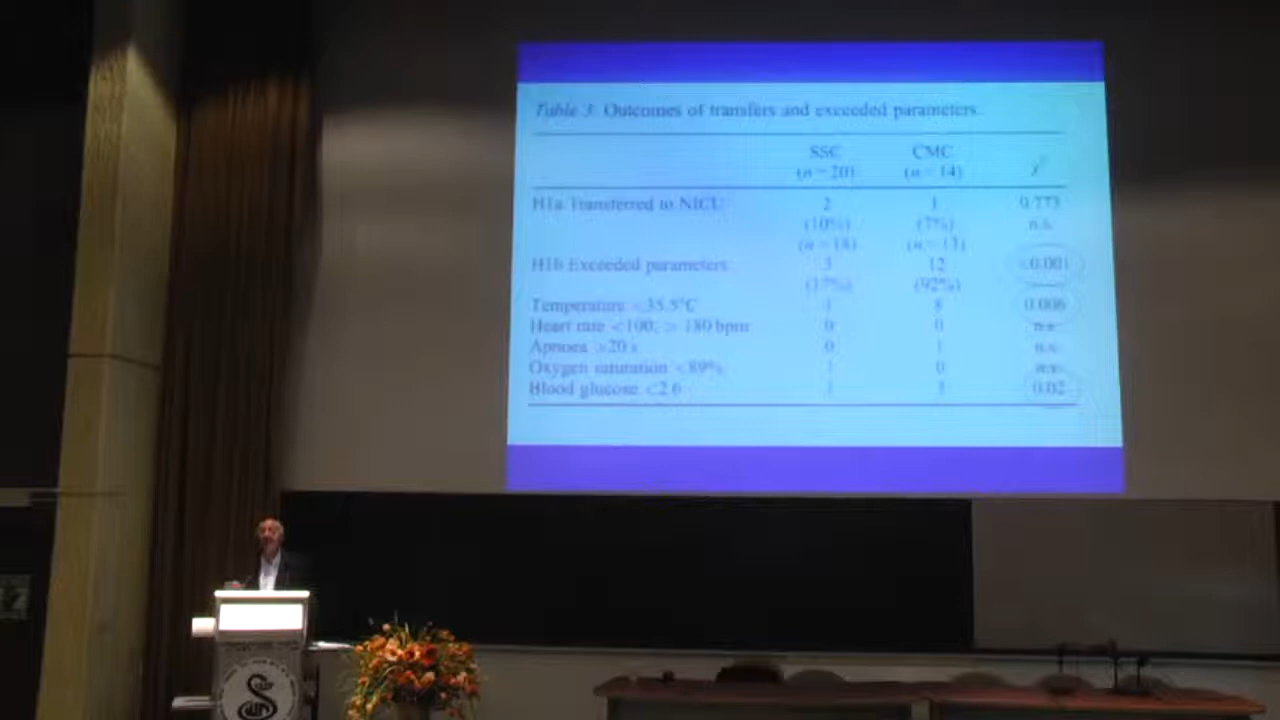 Table 3. Outcomes of transfers and exceeded parameters.
SSC CMC χ²
(n = 20) (n = 14)
H1a Transferred to NICU 2 1 0.773
(10%) (7%) n.s.
(n = 18) (n = 13)
H1b Exceeded parameters 3 12 <0.001
(17%) (92%)
Temperature <35.5°C 1 8 0.006
Heart rate <100, > 180 bpm 0 0 n.s.
Apnoea >20 s 0 1 n.s.
Oxygen saturation <89% 0 n.s.
Blood glucose <2.6 0.02